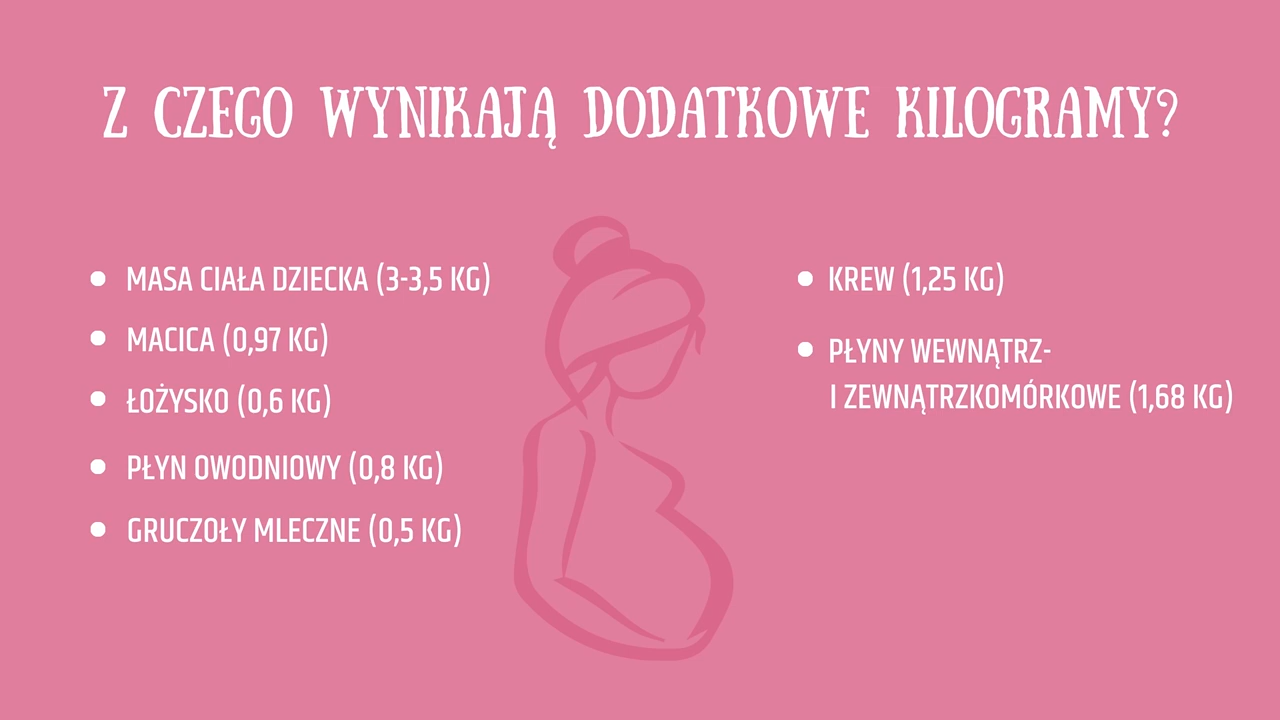 Z CZEGO WYNIKAJĄ DODATKOWE KILOGRAMY?
• MASA CIAŁA DZIECKA (3-3,5 KG)
• MACICA (0,97 KG)
• ŁOŻYSKO (0,6 KG)
• PŁYN OWODNIOWY (0,8 KG)
• GRUCZOŁY MLECZNE (0,5 KG)
• KREW (1,25 KG)
• PŁYNY WEWNĄTRZ-
I ZEWNĄTRZKOMÓRKOWE (1,68 KG)